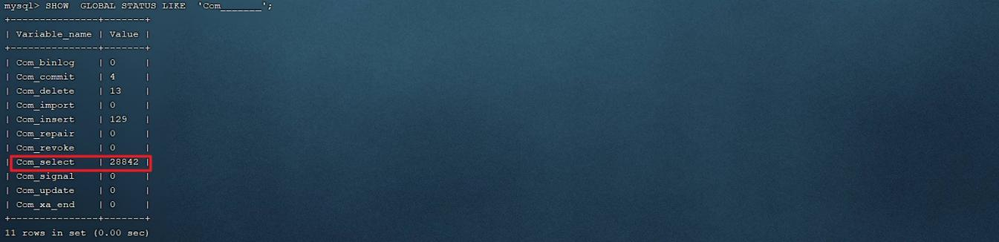 mysql> SHOW  GLOBAL STATUS LIKE  'Com_______';
+---------------+-------+
| Variable_name | Value |
+---------------+-------+
| Com_binlog    | 0     |
| Com_commit    | 4     |
| Com_delete    | 13    |
| Com_import    | 0     |
| Com_insert    | 129   |
| Com_repair    | 0     |
| Com_revoke    | 0     |
| Com_select    | 28842 |
| Com_signal    | 0     |
| Com_update    | 0     |
| Com_xa_end    | 0     |
+---------------+-------+
11 rows in set (0.00 sec)